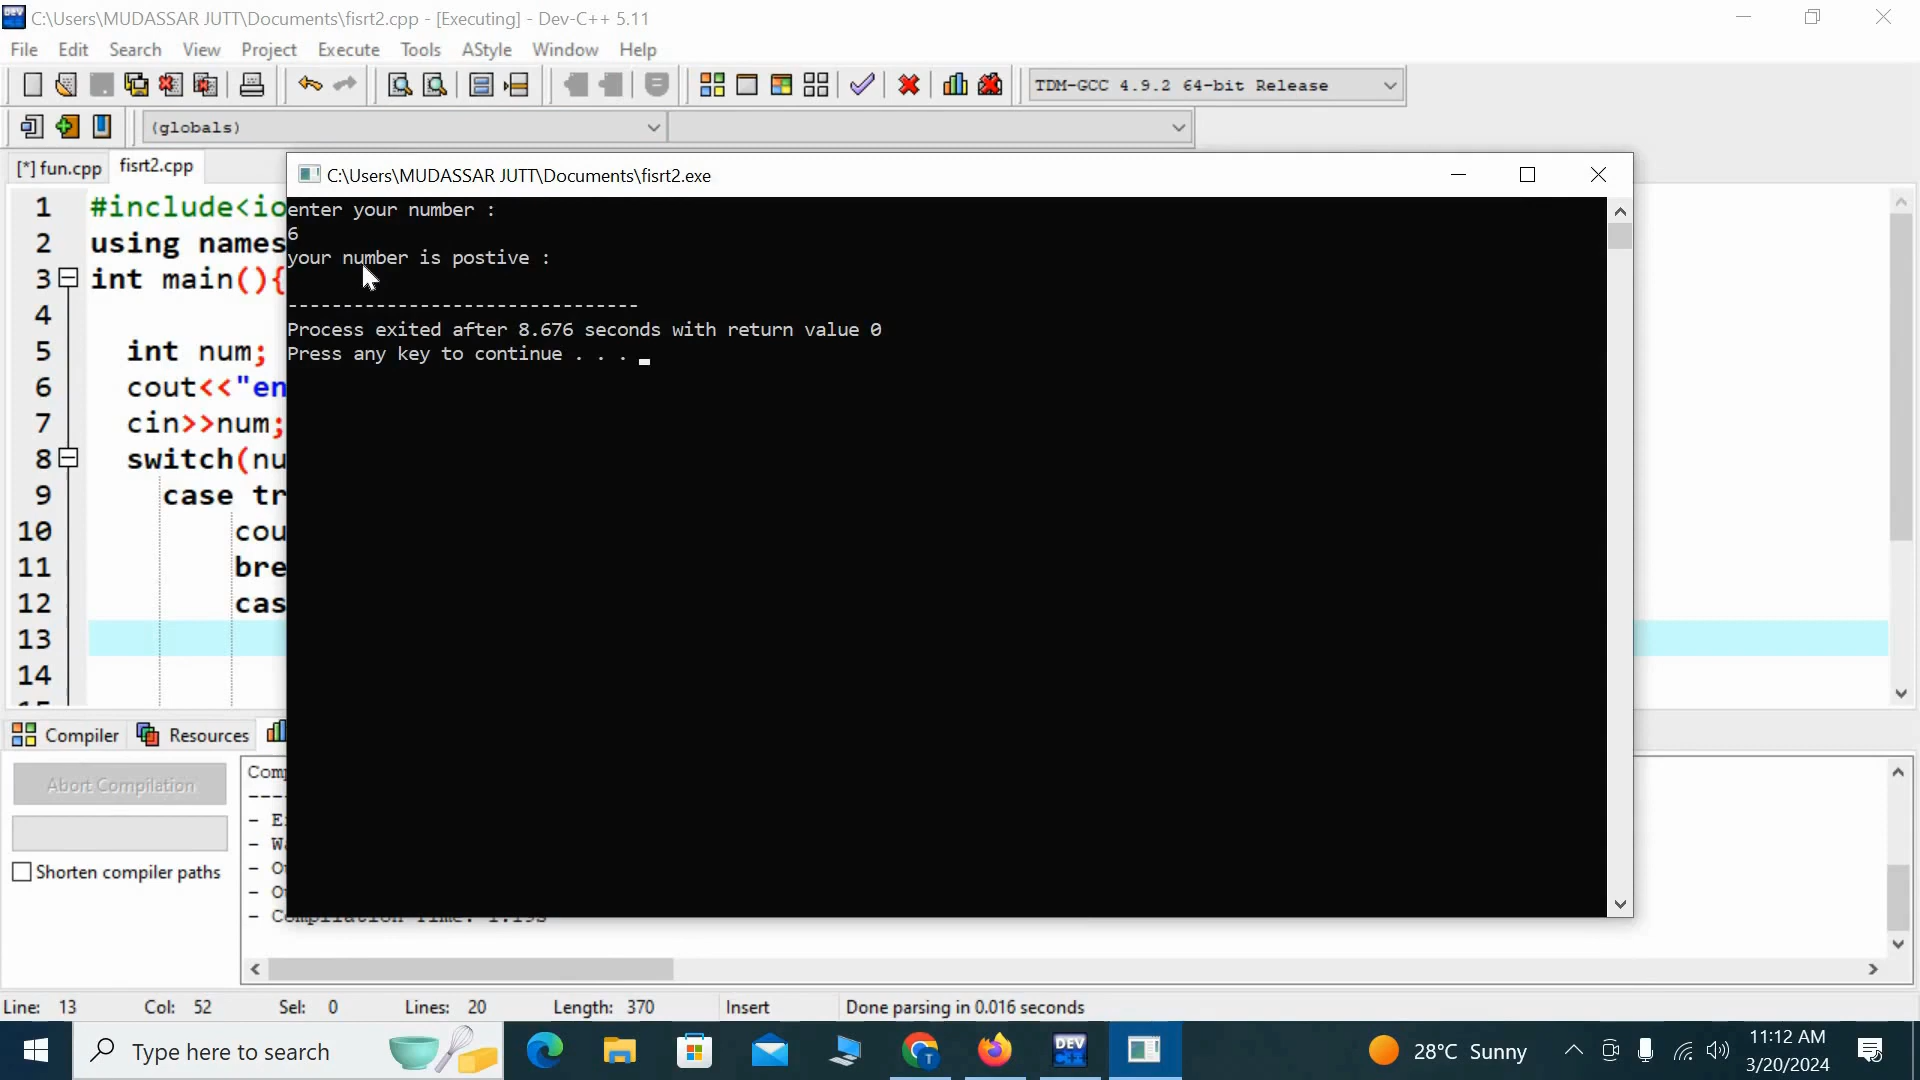 C:\Users\MUDASSAR JUTT\Documents\fisrt2.cpp - [Executing] - Dev-C++ 5.11
File Edit Search View Project Execute Tools AStyle Window Help
TDM-GCC 4.9.2 64-bit Release
(globals)
[*] fun.cpp fisrt2.cpp
C:\Users\MUDASSAR JUTT\Documents\fisrt2.exe
enter your number :
6
your number is postive :
--------------------------------
Process exited after 8.676 seconds with return value 0
Press any key to continue . . .
1 #include<io
2 using names
3 int main(){
4
5 int num;
6 cout<<"en
7 cin>>num;
8 switch(nu
9 case tr
10 cou
11 bre
12 cas
13
14
Compiler Resources
Abort Compilation
Shorten compiler paths
Com
----
- E
- W
- O
- O
- Compilation Time: 1.19s
Line: 13 Col: 52 Sel: 0 Lines: 20 Length: 370 Insert Done parsing in 0.016 seconds
Type here to search
DEV C++
28°C Sunny
11:12 AM
3/20/2024